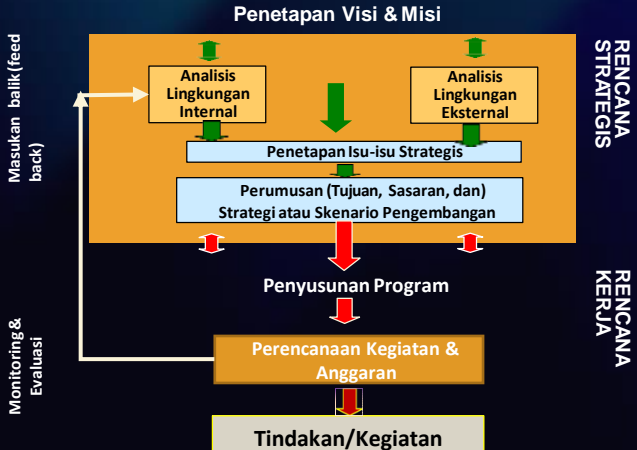 Penetapan Visi & Misi
Analisis
Lingkungan
Internal
Analisis
Lingkungan
Eksternal
Penetapan Isu-isu Strategis
Perumusan (Tujuan, Sasaran, dan)
Strategi atau Skenario Pengembangan
Penyusunan Program
Perencanaan Kegiatan &
Anggaran
Tindakan/Kegiatan
Masukan balik(feed
back)
Monitoring&
Evaluasi
RENCANA
STRATEGIS
RENCANA
KERJA